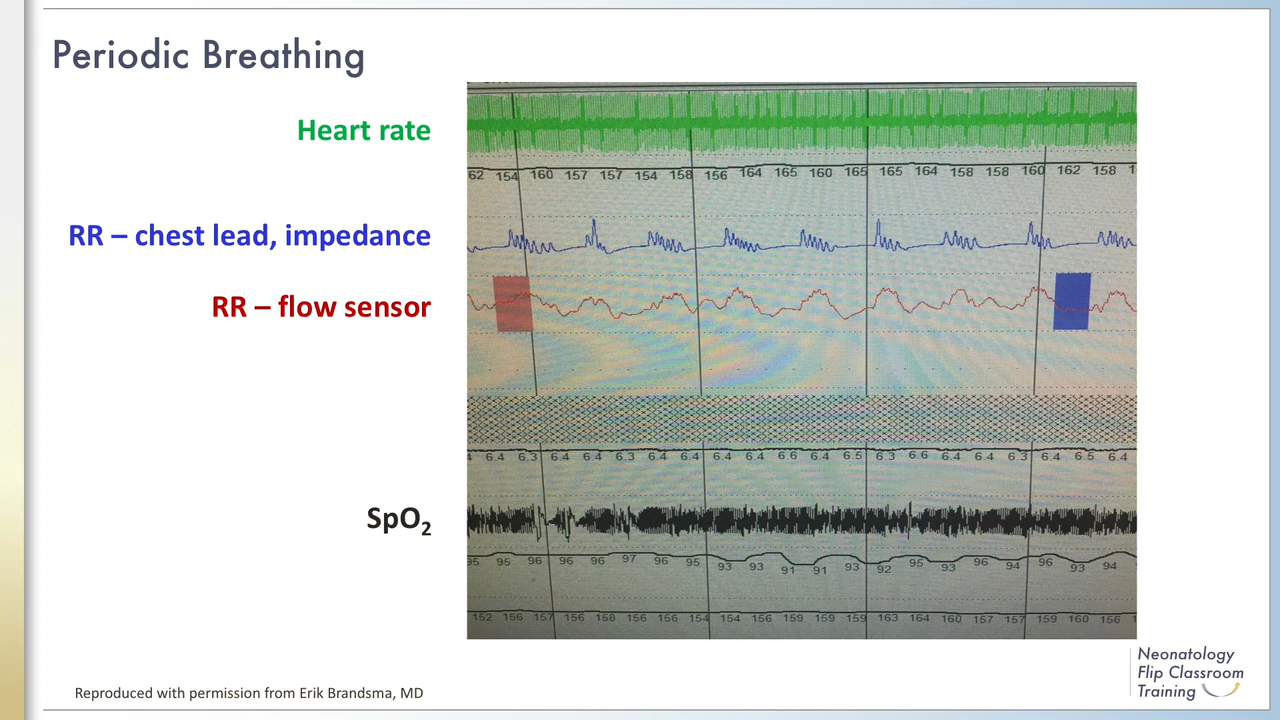 Periodic Breathing
Heart rate
62 154 160 157 157 154 158 156 164 165 160 165 165 164 158 158 160 162 158
RR – chest lead, impedance
RR – flow sensor
6.4 6.3 6.4 6.4 6.3 6.4 6.4 6.4 6.4 6.6 6.4 6.5 6.3 6.6 6.4 6.4 6.3 6.4 6.5 6.4
SpO₂
95 95 96 96 96 97 96 95 93 93 91 91 93 92 95 93 96 94 96 93 94
152 156 157 156 158 156 156 154 154 156 159 159 159 163 164 160 157 157 159 160 156
Reproduced with permission from Erik Brandsma, MD
Neonatology
Flip Classroom
Training